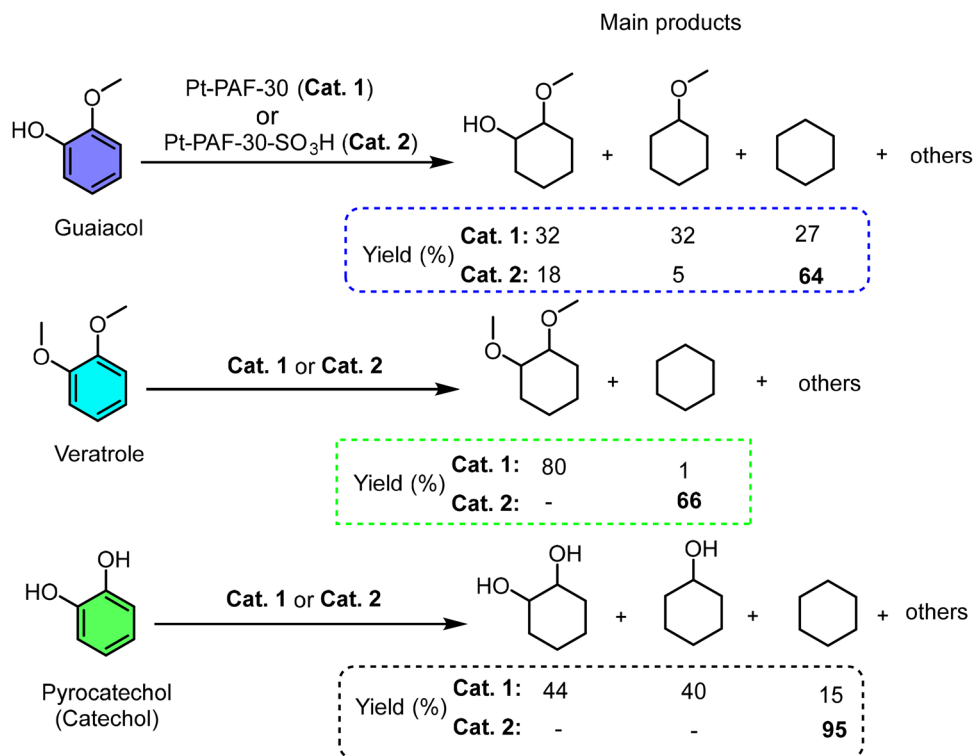 Main products
Pt-PAF-30 (Cat. 1)
or
Pt-PAF-30-SO₃H (Cat. 2)
O
HO
Guaiacol
O
HO
+
O
+
+
others
Yield (%)
Cat. 1: 32 32 27
Cat. 2: 18 5 64
O
O
Veratrole
Cat. 1 or Cat. 2
O
O
+
+
others
Yield (%)
Cat. 1: 80 1
Cat. 2: - 66
OH
HO
Pyrocatechol
(Catechol)
Cat. 1 or Cat. 2
OH
HO
+
OH
+
+
others
Yield (%)
Cat. 1: 44 40 15
Cat. 2: - - 95